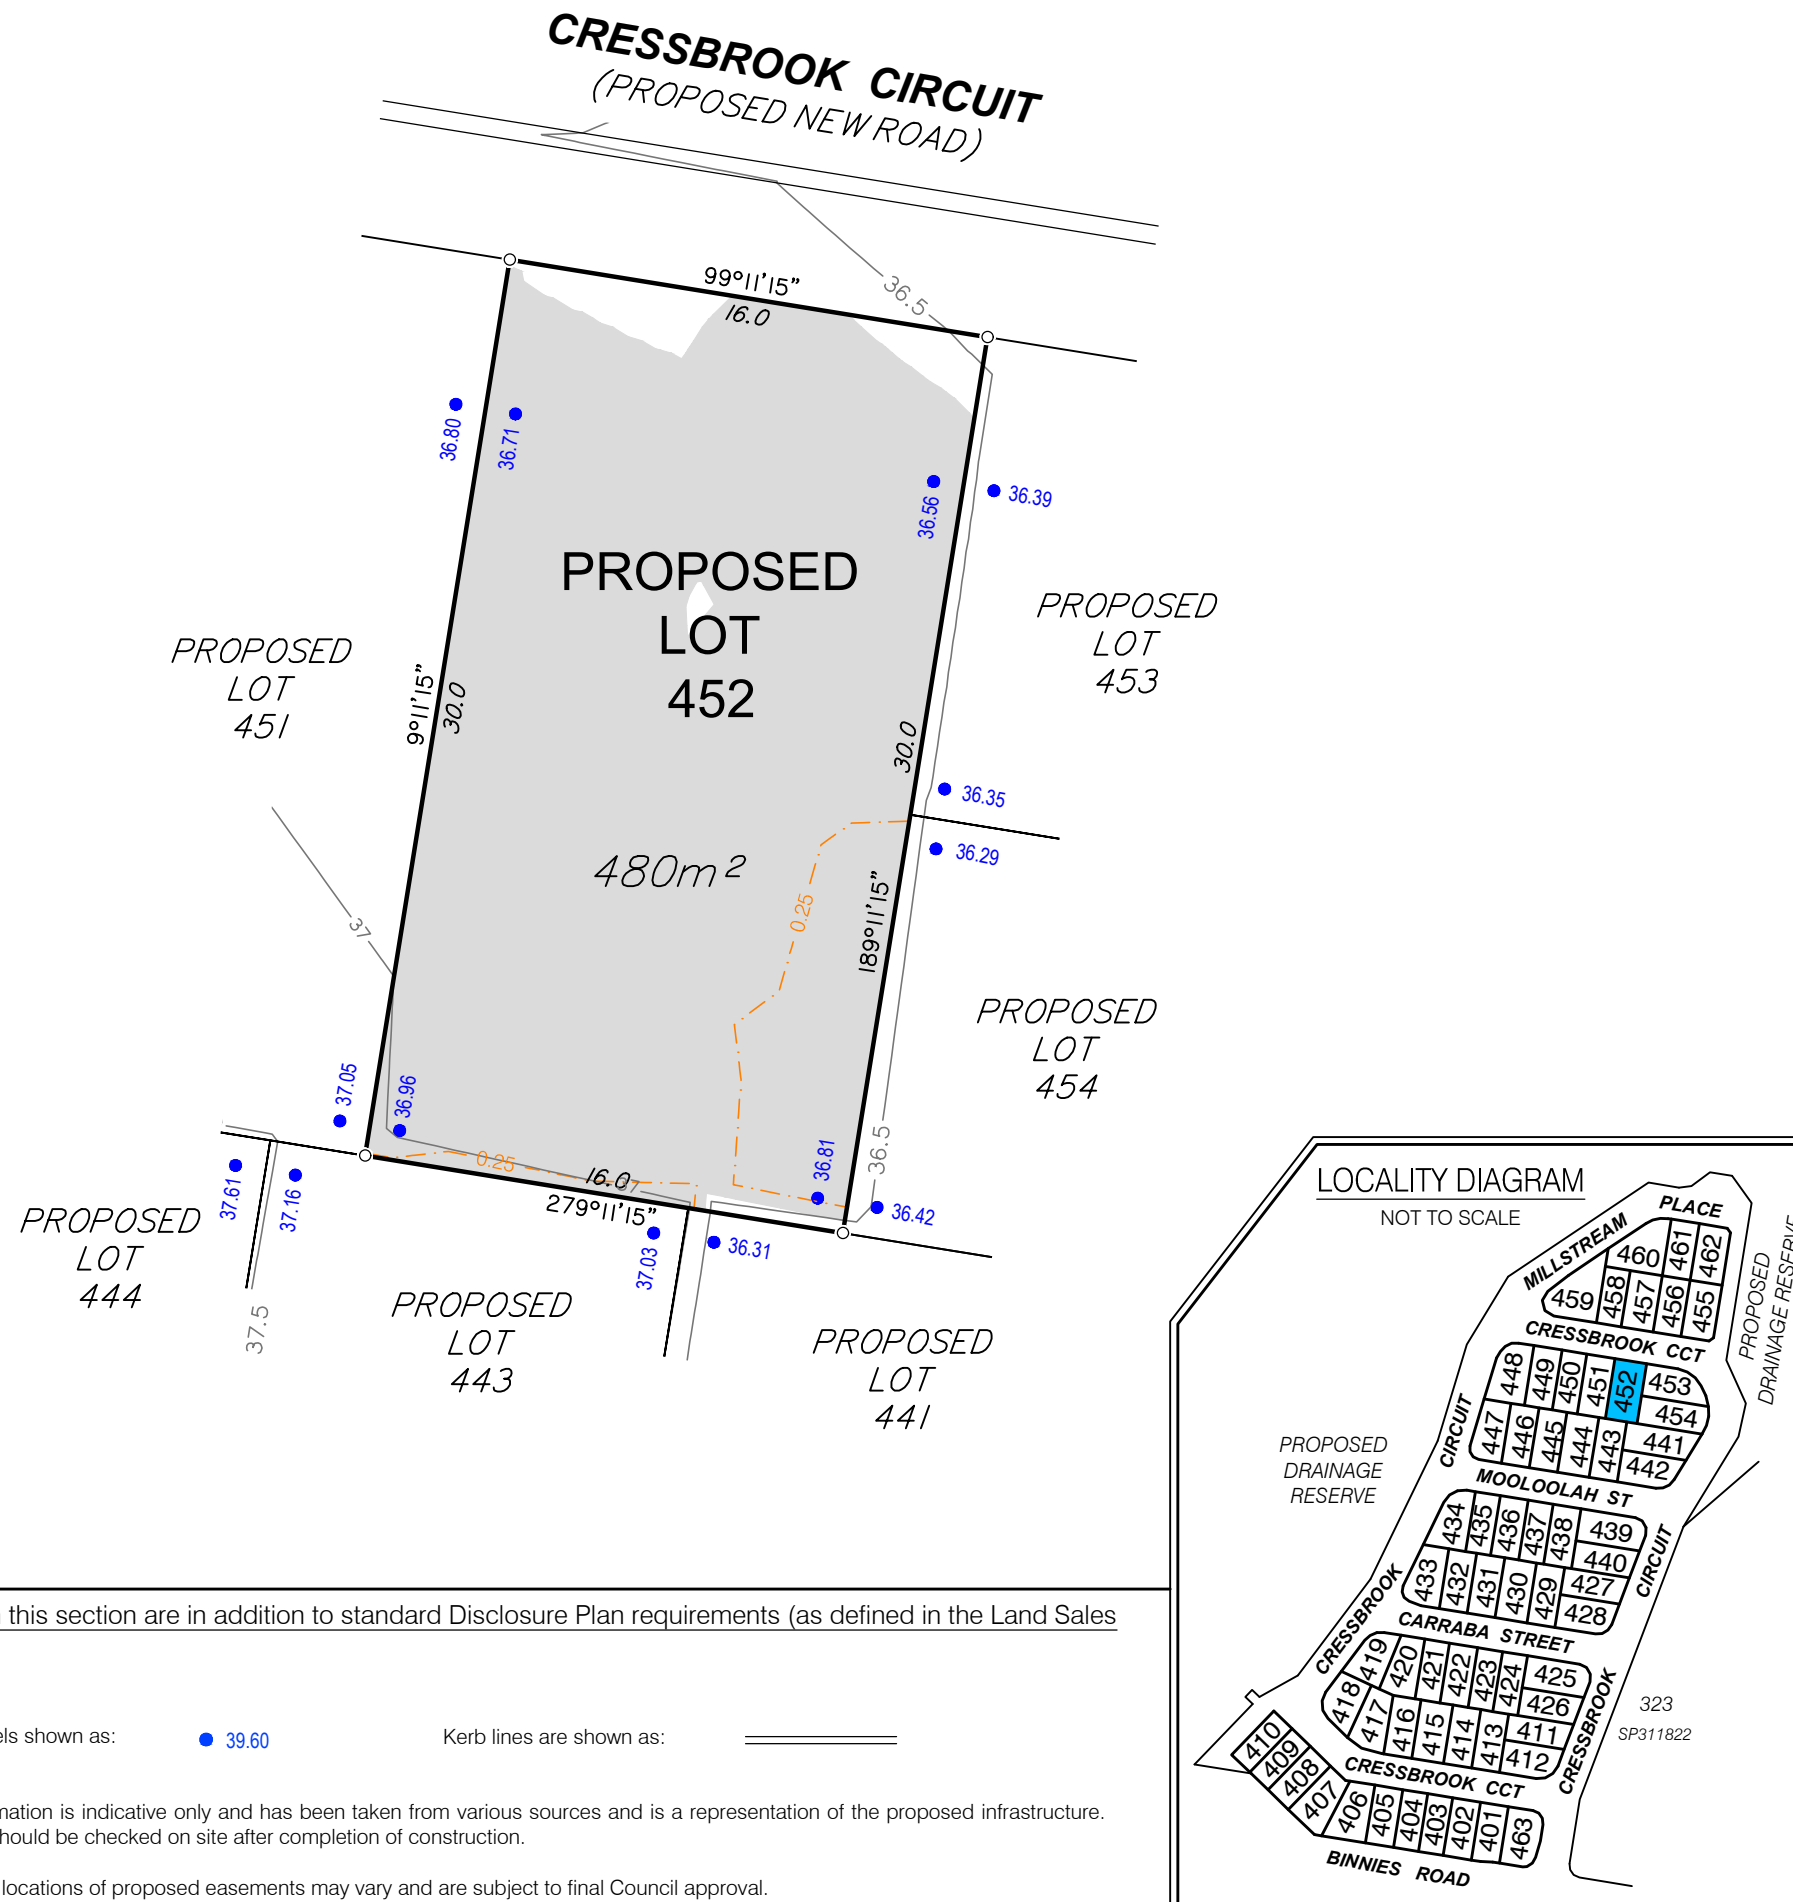 CRESSBROOK CIRCUIT
(PROPOSED NEW ROAD)
99°11'15"
16.0
36.5
36.80
36.71
36.56
36.39
PROPOSED
LOT
452
PROPOSED
LOT
453
PROPOSED
LOT
451
9°11'15"
30.0
30.0
36.35
36.29
480m²
0.25
189°11'15"
37
PROPOSED
LOT
454
37.05
36.96
0.25
16.0
37
279°11'15"
36.81
36.5
36.42
37.61
37.16
37.03
36.31
PROPOSED
LOT
444
37.5
PROPOSED
LOT
443
PROPOSED
LOT
441
this section are in addition to standard Disclosure Plan requirements (as defined in the Land Sales
els shown as:
39.60
Kerb lines are shown as:
mation is indicative only and has been taken from various sources and is a representation of the proposed infrastructure.
hould be checked on site after completion of construction.
locations of proposed easements may vary and are subject to final Council approval.
LOCALITY DIAGRAM
NOT TO SCALE
MILLSTREAM PLACE
460 461 462
459 458 457 456 455
PROPOSED
DRAINAGE RESERVE
CRESSBROOK CCT
448 449 450 451 452 453
454
447 446 445 444 443 441
442
CIRCUIT
PROPOSED
DRAINAGE
RESERVE
MOOLOOLAH ST
434 435 436 437 438 439
440
433 432 431 430 429 427
428
CIRCUIT
CRESSBROOK
CARRABA STREET
419 420 421 422 423 424 425
426
418 417 416 415 414 413 411
412
CRESSBROOK
323
SP311822
410 409 408 407
CRESSBROOK CCT
406 405 404 403 402 401 463
BINNIES ROAD